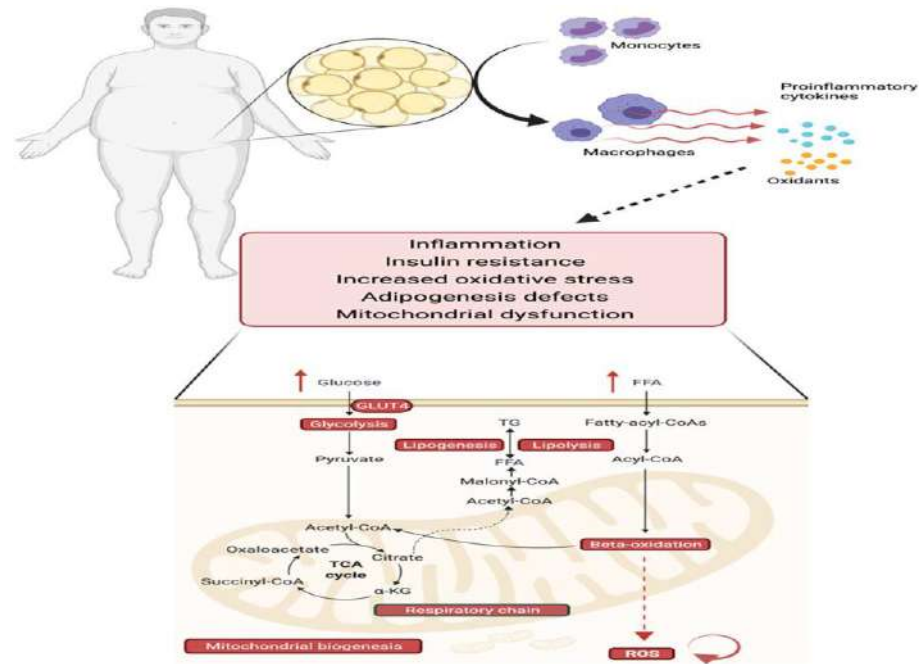 Monocytes
Proinflammatory
cytokines
Macrophages
Oxidants
Inflammation
Insulin resistance
Increased oxidative stress
Adipogenesis defects
Mitochondrial dysfunction
Glucose
FFA
GLUT4
Glycolysis
TG
Fatty-acyl-CoAs
Lipogenesis
Lipolysis
Pyruvate
FFA
Acyl-CoA
Malonyl-CoA
Acetyl-CoA
Acetyl-CoA
Beta-oxidation
Oxaloacetate
TCA
cycle
Citrate
Succinyl-CoA
α-KG
Respiratory chain
Mitochondrial biogenesis
ROS